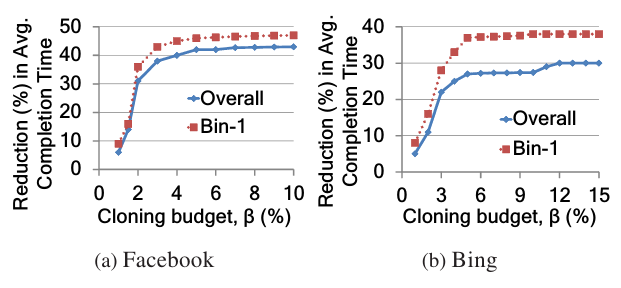 Reduction (%) in Avg.
Completion Time
50
40
30
20
10
0
Overall
Bin-1
0 2 4 6 8 10
Cloning budget, β (%)
(a) Facebook
Reduction (%) in Avg.
Completion Time
40
30
20
10
0
Overall
Bin-1
0 3 6 9 12 15
Cloning budget, β (%)
(b) Bing